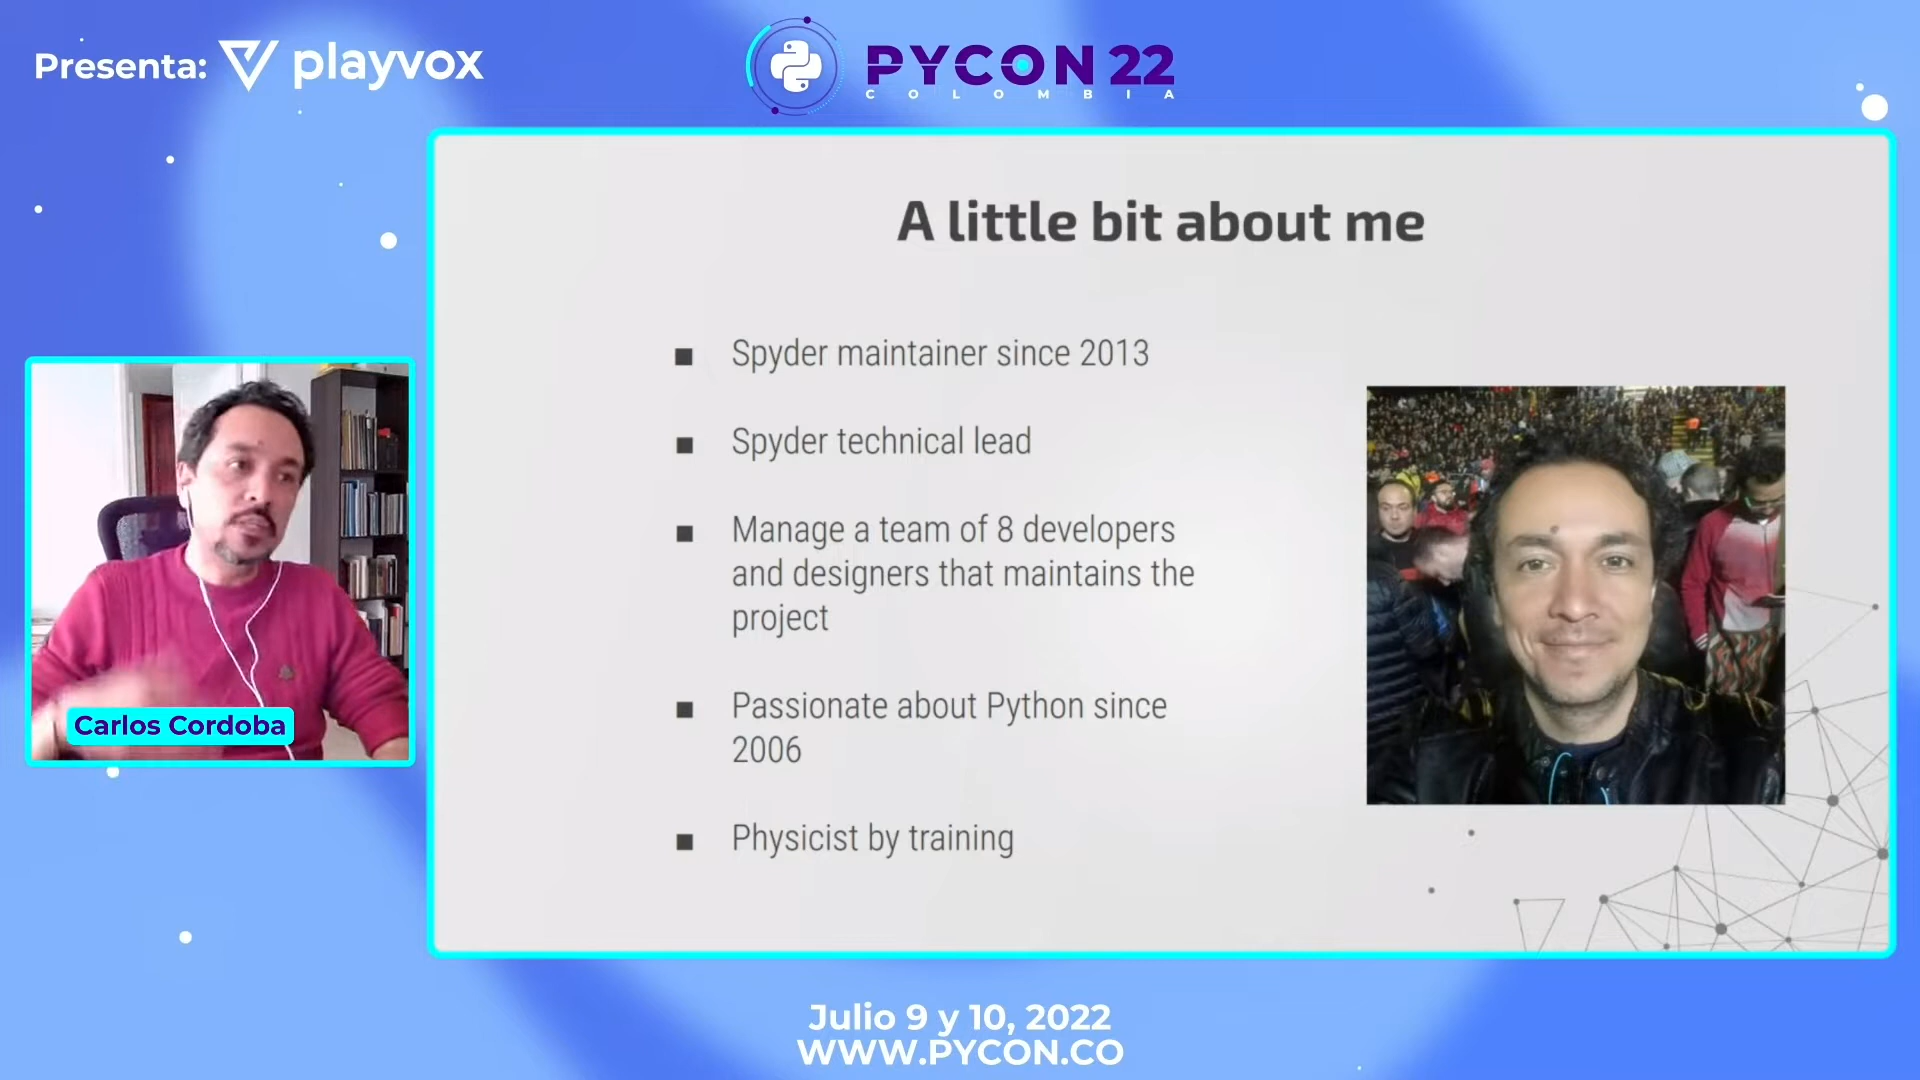 Presenta: playvox
PYCON 22
COLOMBIA
A little bit about me
Spyder maintainer since 2013
Spyder technical lead
Manage a team of 8 developers
and designers that maintains the
project
Passionate about Python since
2006
Physicist by training
Carlos Cordoba
Julio 9 y 10, 2022
WWW.PYCON.CO